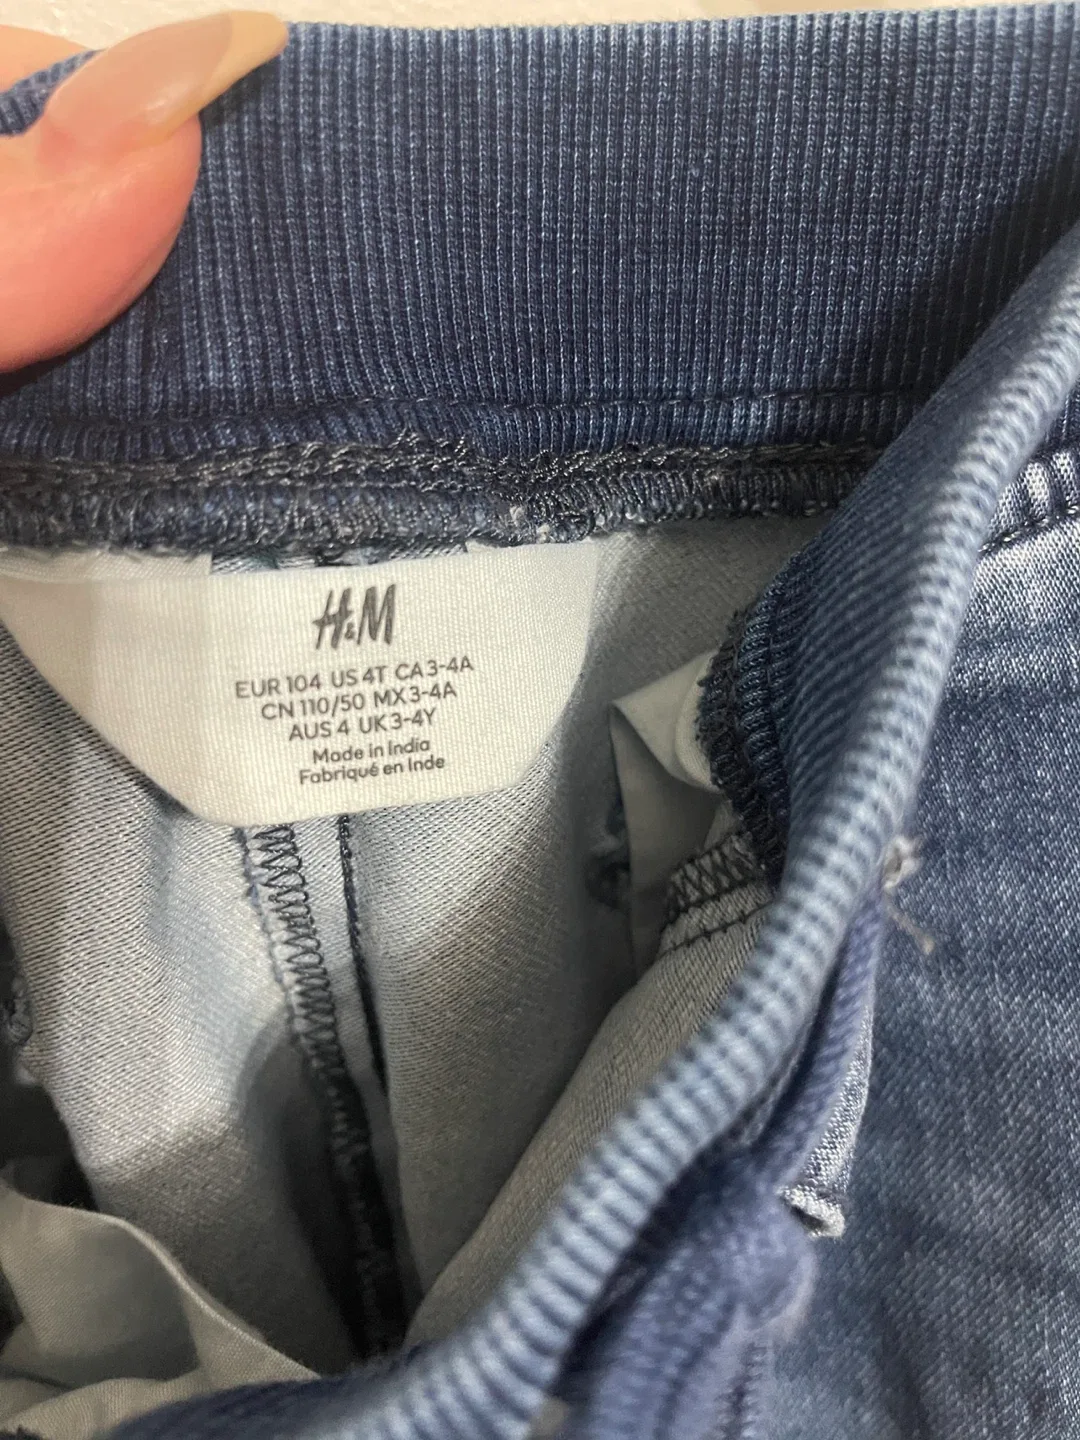 H&M
EUR 104 US 4T CA 3-4A
CN 110/50 MX 3-4A
AUS 4 UK 3-4Y
Made in India
Fabriqué en Inde